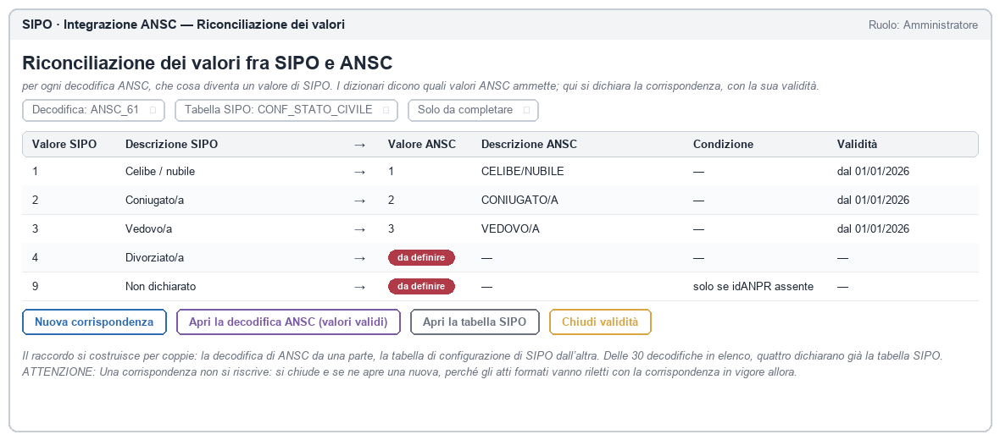 SIPO · Integrazione ANSC — Riconciliazione dei valori Ruolo: Amministratore
Riconciliazione dei valori fra SIPO e ANSC
per ogni decodifica ANSC, che cosa diventa un valore di SIPO. I dizionari dicono quali valori ANSC ammette; qui si dichiara la corrispondenza, con la sua validità.
Decodifica: ANSC_61 Tabella SIPO: CONF_STATO_CIVILE Solo da completare
Valore SIPO Descrizione SIPO → Valore ANSC Descrizione ANSC Condizione Validità
1 Celibe / nubile → 1 CELIBE/NUBILE — dal 01/01/2026
2 Coniugato/a → 2 CONIUGATO/A — dal 01/01/2026
3 Vedovo/a → 3 VEDOVO/A — dal 01/01/2026
4 Divorziato/a → da definire — — —
9 Non dichiarato → da definire — solo se idANPR assente —
Nuova corrispondenza Apri la decodifica ANSC (valori validi) Apri la tabella SIPO Chiudi validità
Il raccordo si costruisce per coppie: la decodifica di ANSC da una parte, la tabella di configurazione di SIPO dall'altra. Delle 30 decodifiche in elenco, quattro dichiarano già la tabella SIPO.
ATTENZIONE: Una corrispondenza non si riscrive: si chiude e se ne apre una nuova, perché gli atti formati vanno riletti con la corrispondenza in vigore allora.